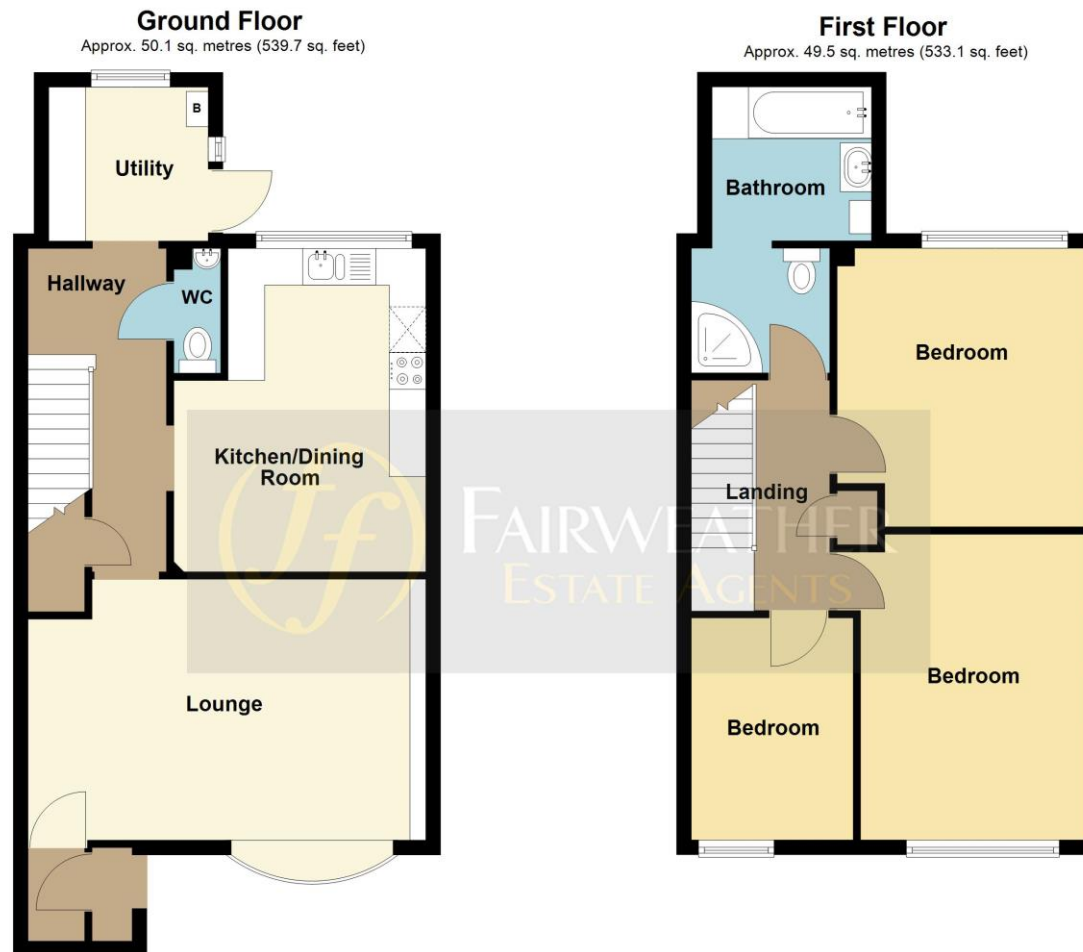 Ground Floor
Approx. 50.1 sq. metres (539.7 sq. feet)
B
Utility
Hallway
WC
Kitchen/Dining
Room
Lounge
First Floor
Approx. 49.5 sq. metres (533.1 sq. feet)
Bathroom
Bedroom
Landing
Bedroom
Bedroom
ff
FAIRWEATHER
ESTATE AGENTS